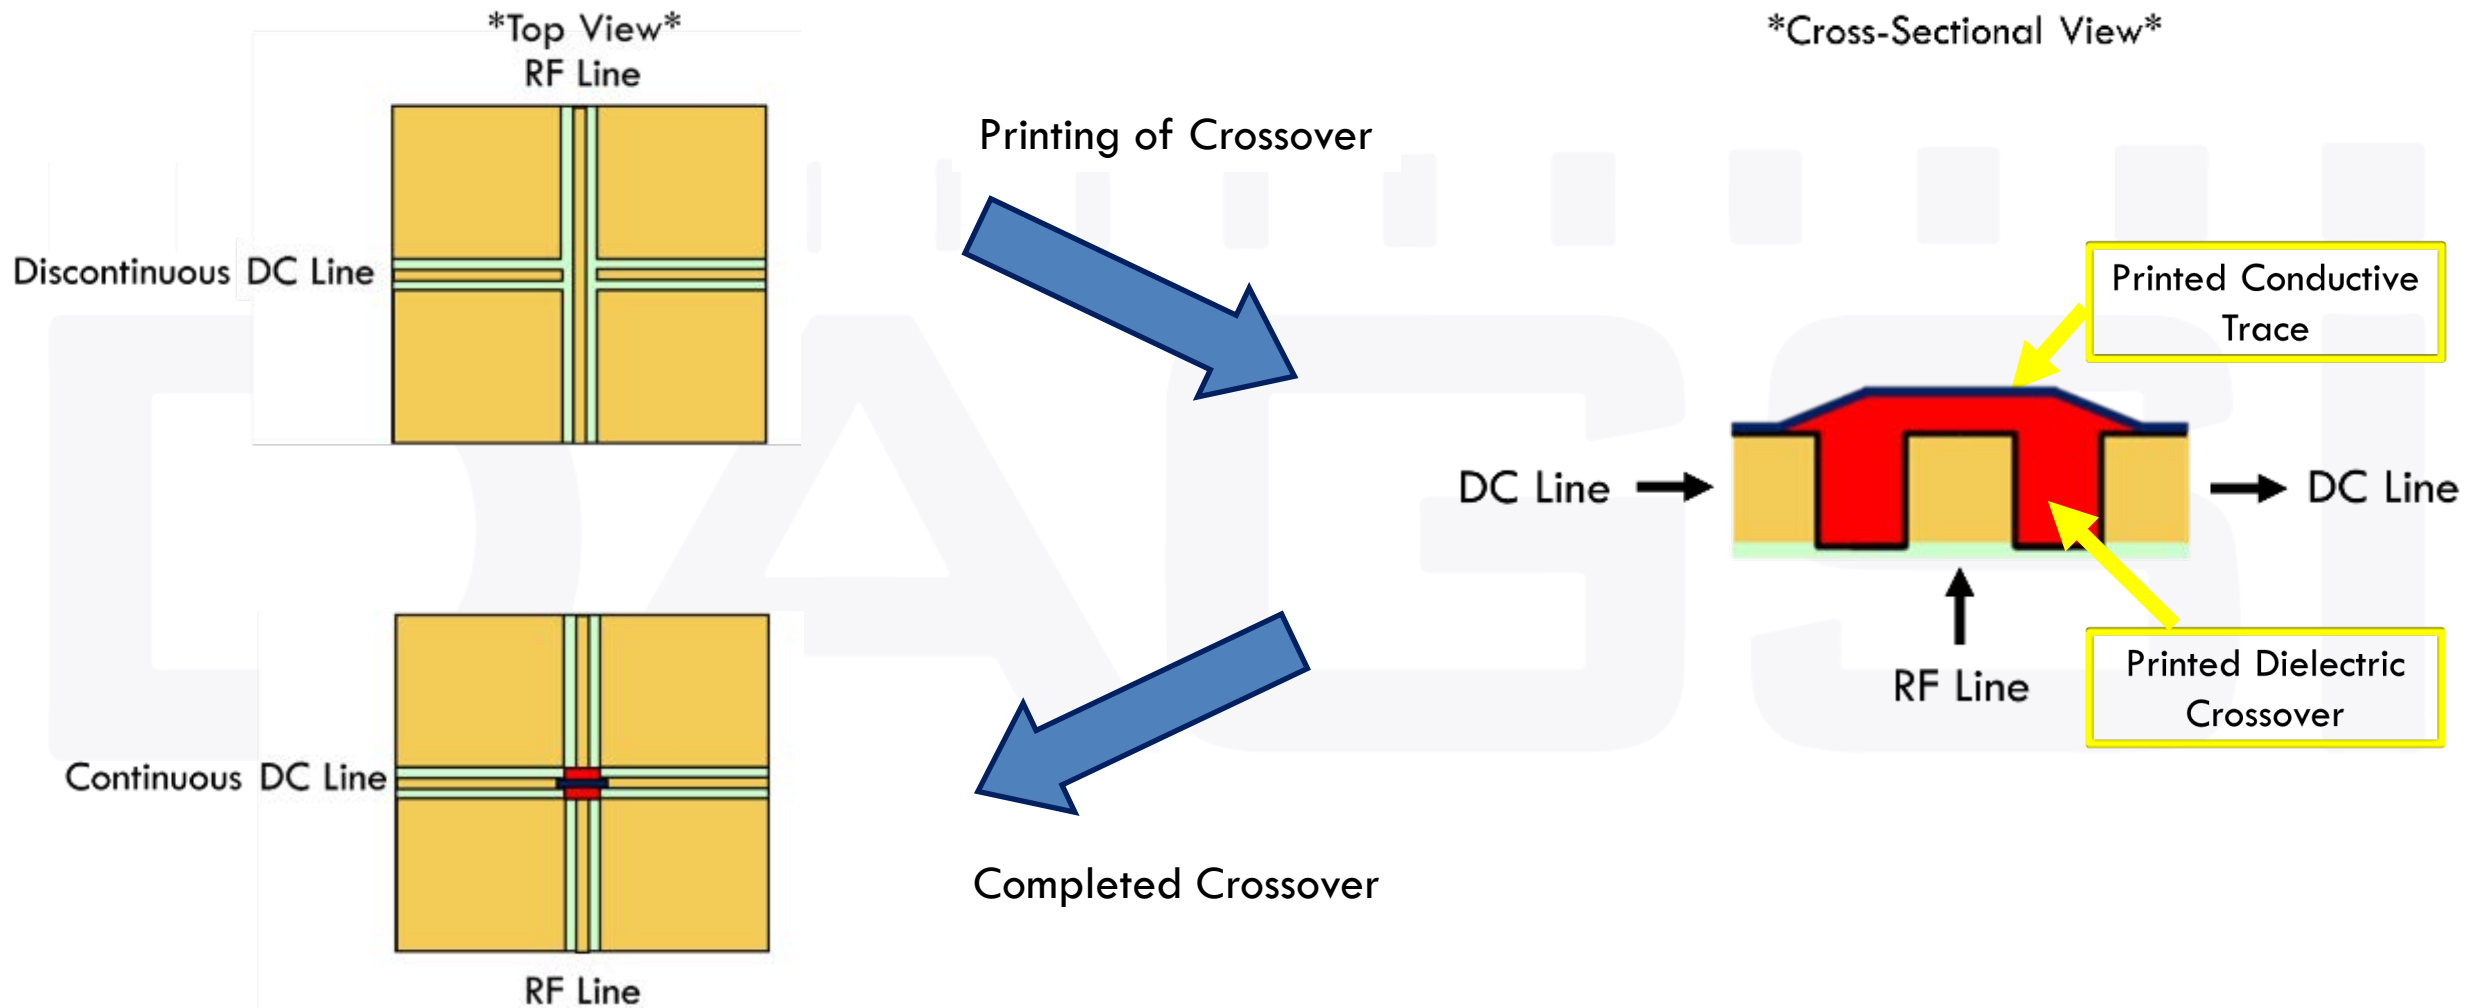 *Top View*
RF Line
Discontinuous DC Line
Printing of Crossover
*Cross-Sectional View*
Printed Conductive
Trace
DC Line
DC Line
RF Line
Printed Dielectric
Crossover
Continuous DC Line
RF Line
Completed Crossover
DAGSI